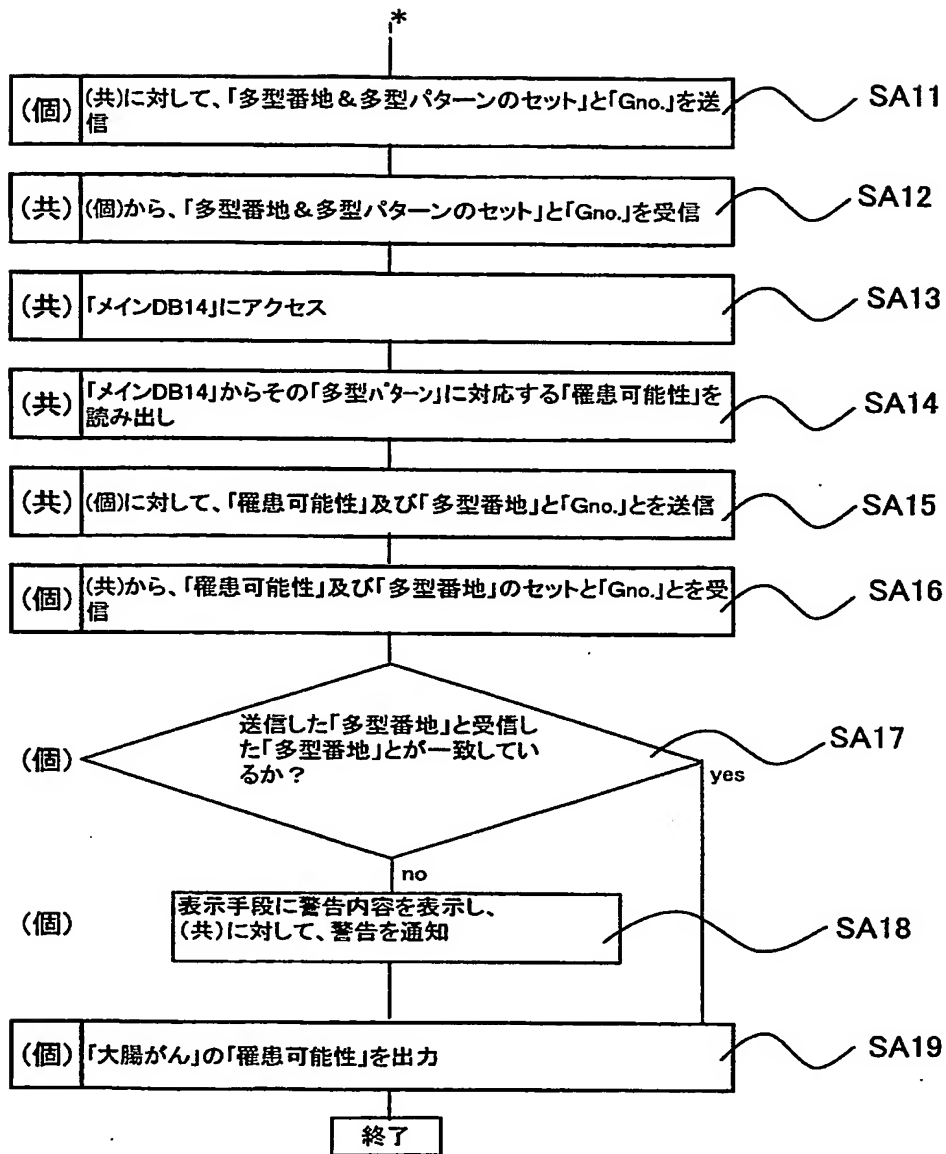 *
(個) (共)に対して、「多型番地&多型パターンのセット」と「Gno.」を送
信
SA11
(共) (個)から、「多型番地&多型パターンのセット」と「Gno.」を受信
SA12
(共) 「メインDB14」にアクセス
SA13
(共) 「メインDB14」からその「多型パターン」に対応する「罹患可能性」を
読み出し
SA14
(共) (個)に対して、「罹患可能性」及び「多型番地」と「Gno.」とを送信
SA15
(個) (共)から、「罹患可能性」及び「多型番地」のセットと「Gno.」とを受
信
SA16
(個)
送信した「多型番地」と受信し
た「多型番地」とが一致してい
るか?
SA17
yes
no
(個)
表示手段に警告内容を表示し、
(共)に対して、警告を通知
SA18
(個) 「大腸がん」の「罹患可能性」を出力
SA19
終了